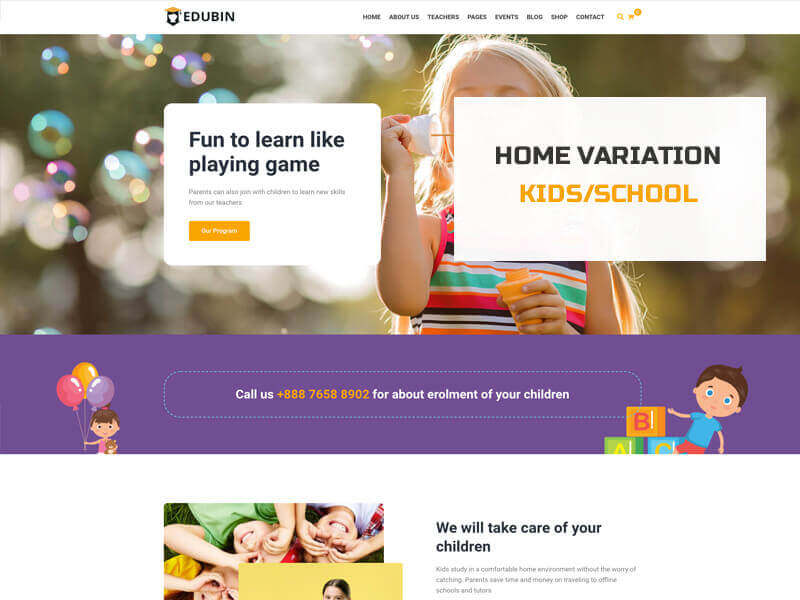 EDUBIN
HOME ABOUT US TEACHERS PAGES EVENTS BLOG SHOP CONTACT
0
Fun to learn like
playing game
Parents can also join with children to learn new skills
from our teachers
Our Program
HOME VARIATION
KIDS/SCHOOL
Call us +888 7658 8902 for about erolment of your children
B
A
C
We will take care of your
children
Kids study in a comfortable home environment without the worry of
catching. Parents save time and money on traveling to offline
schools and tutors